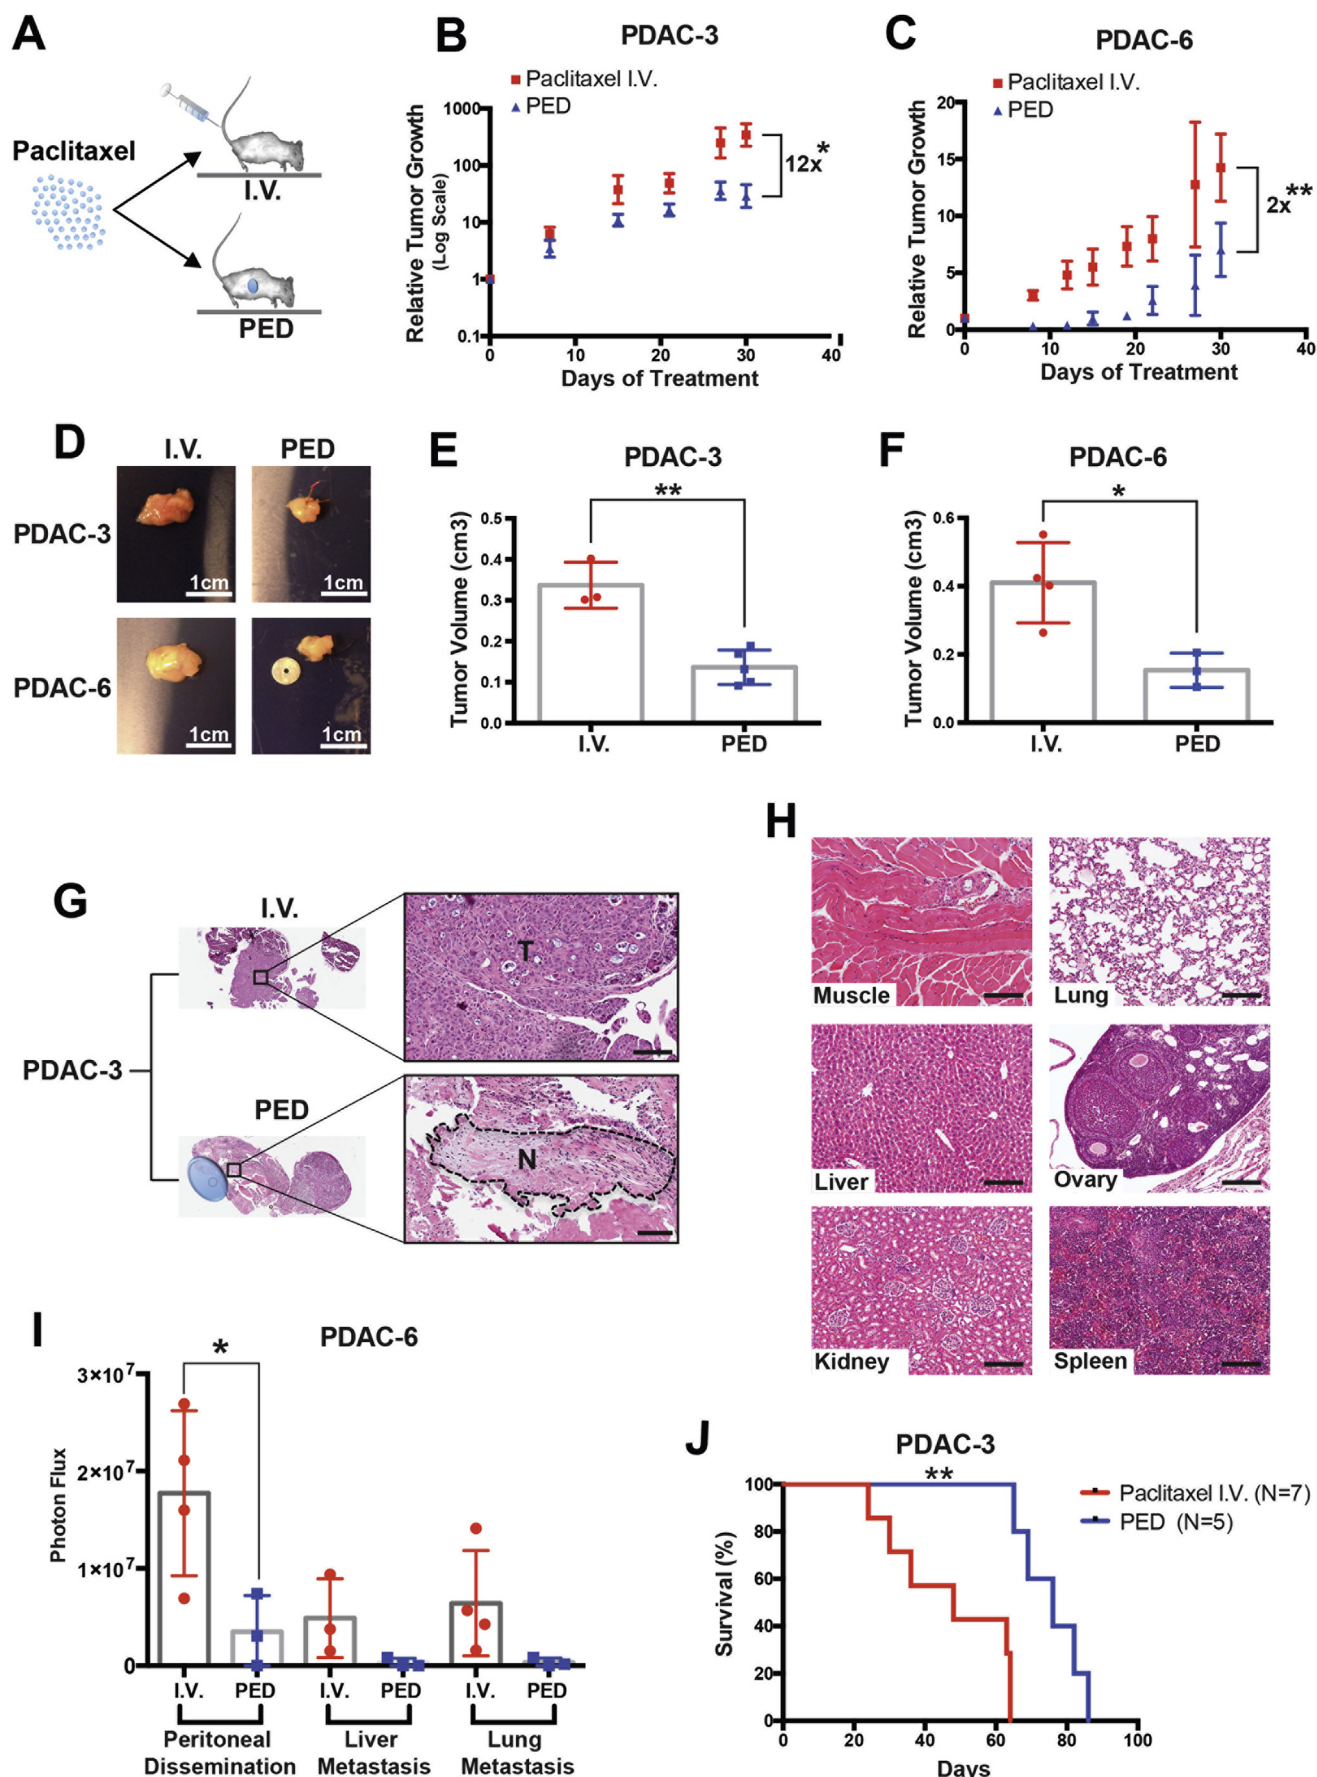 A
Paclitaxel
I.V.
PED
B
PDAC-3
Paclitaxel I.V.
PED
Relative Tumor Growth
(Log Scale)
1000
100
10
1
0.1
0 10 20 30 40
Days of Treatment
12x *
C
PDAC-6
Paclitaxel I.V.
PED
Relative Tumor Growth
20
15
10
5
0
0 10 20 30 40
Days of Treatment
2x **
D
I.V. PED
PDAC-3
1cm 1cm
PDAC-6
1cm 1cm
E
PDAC-3
**
Tumor Volume (cm3)
0.5
0.4
0.3
0.2
0.1
0.0
I.V. PED
F
PDAC-6
*
Tumor Volume (cm3)
0.6
0.4
0.2
0.0
I.V. PED
G
I.V.
T
PDAC-3
PED
N
H
Muscle Lung
Liver Ovary
Kidney Spleen
I
PDAC-6
*
Photon Flux
3×10⁷
2×10⁷
1×10⁷
0
I.V. PED I.V. PED I.V. PED
Peritoneal Liver Lung
Dissemination Metastasis Metastasis
J
PDAC-3
**
Paclitaxel I.V. (N=7)
PED (N=5)
Survival (%)
100
80
60
40
20
0
0 20 40 60 80 100
Days